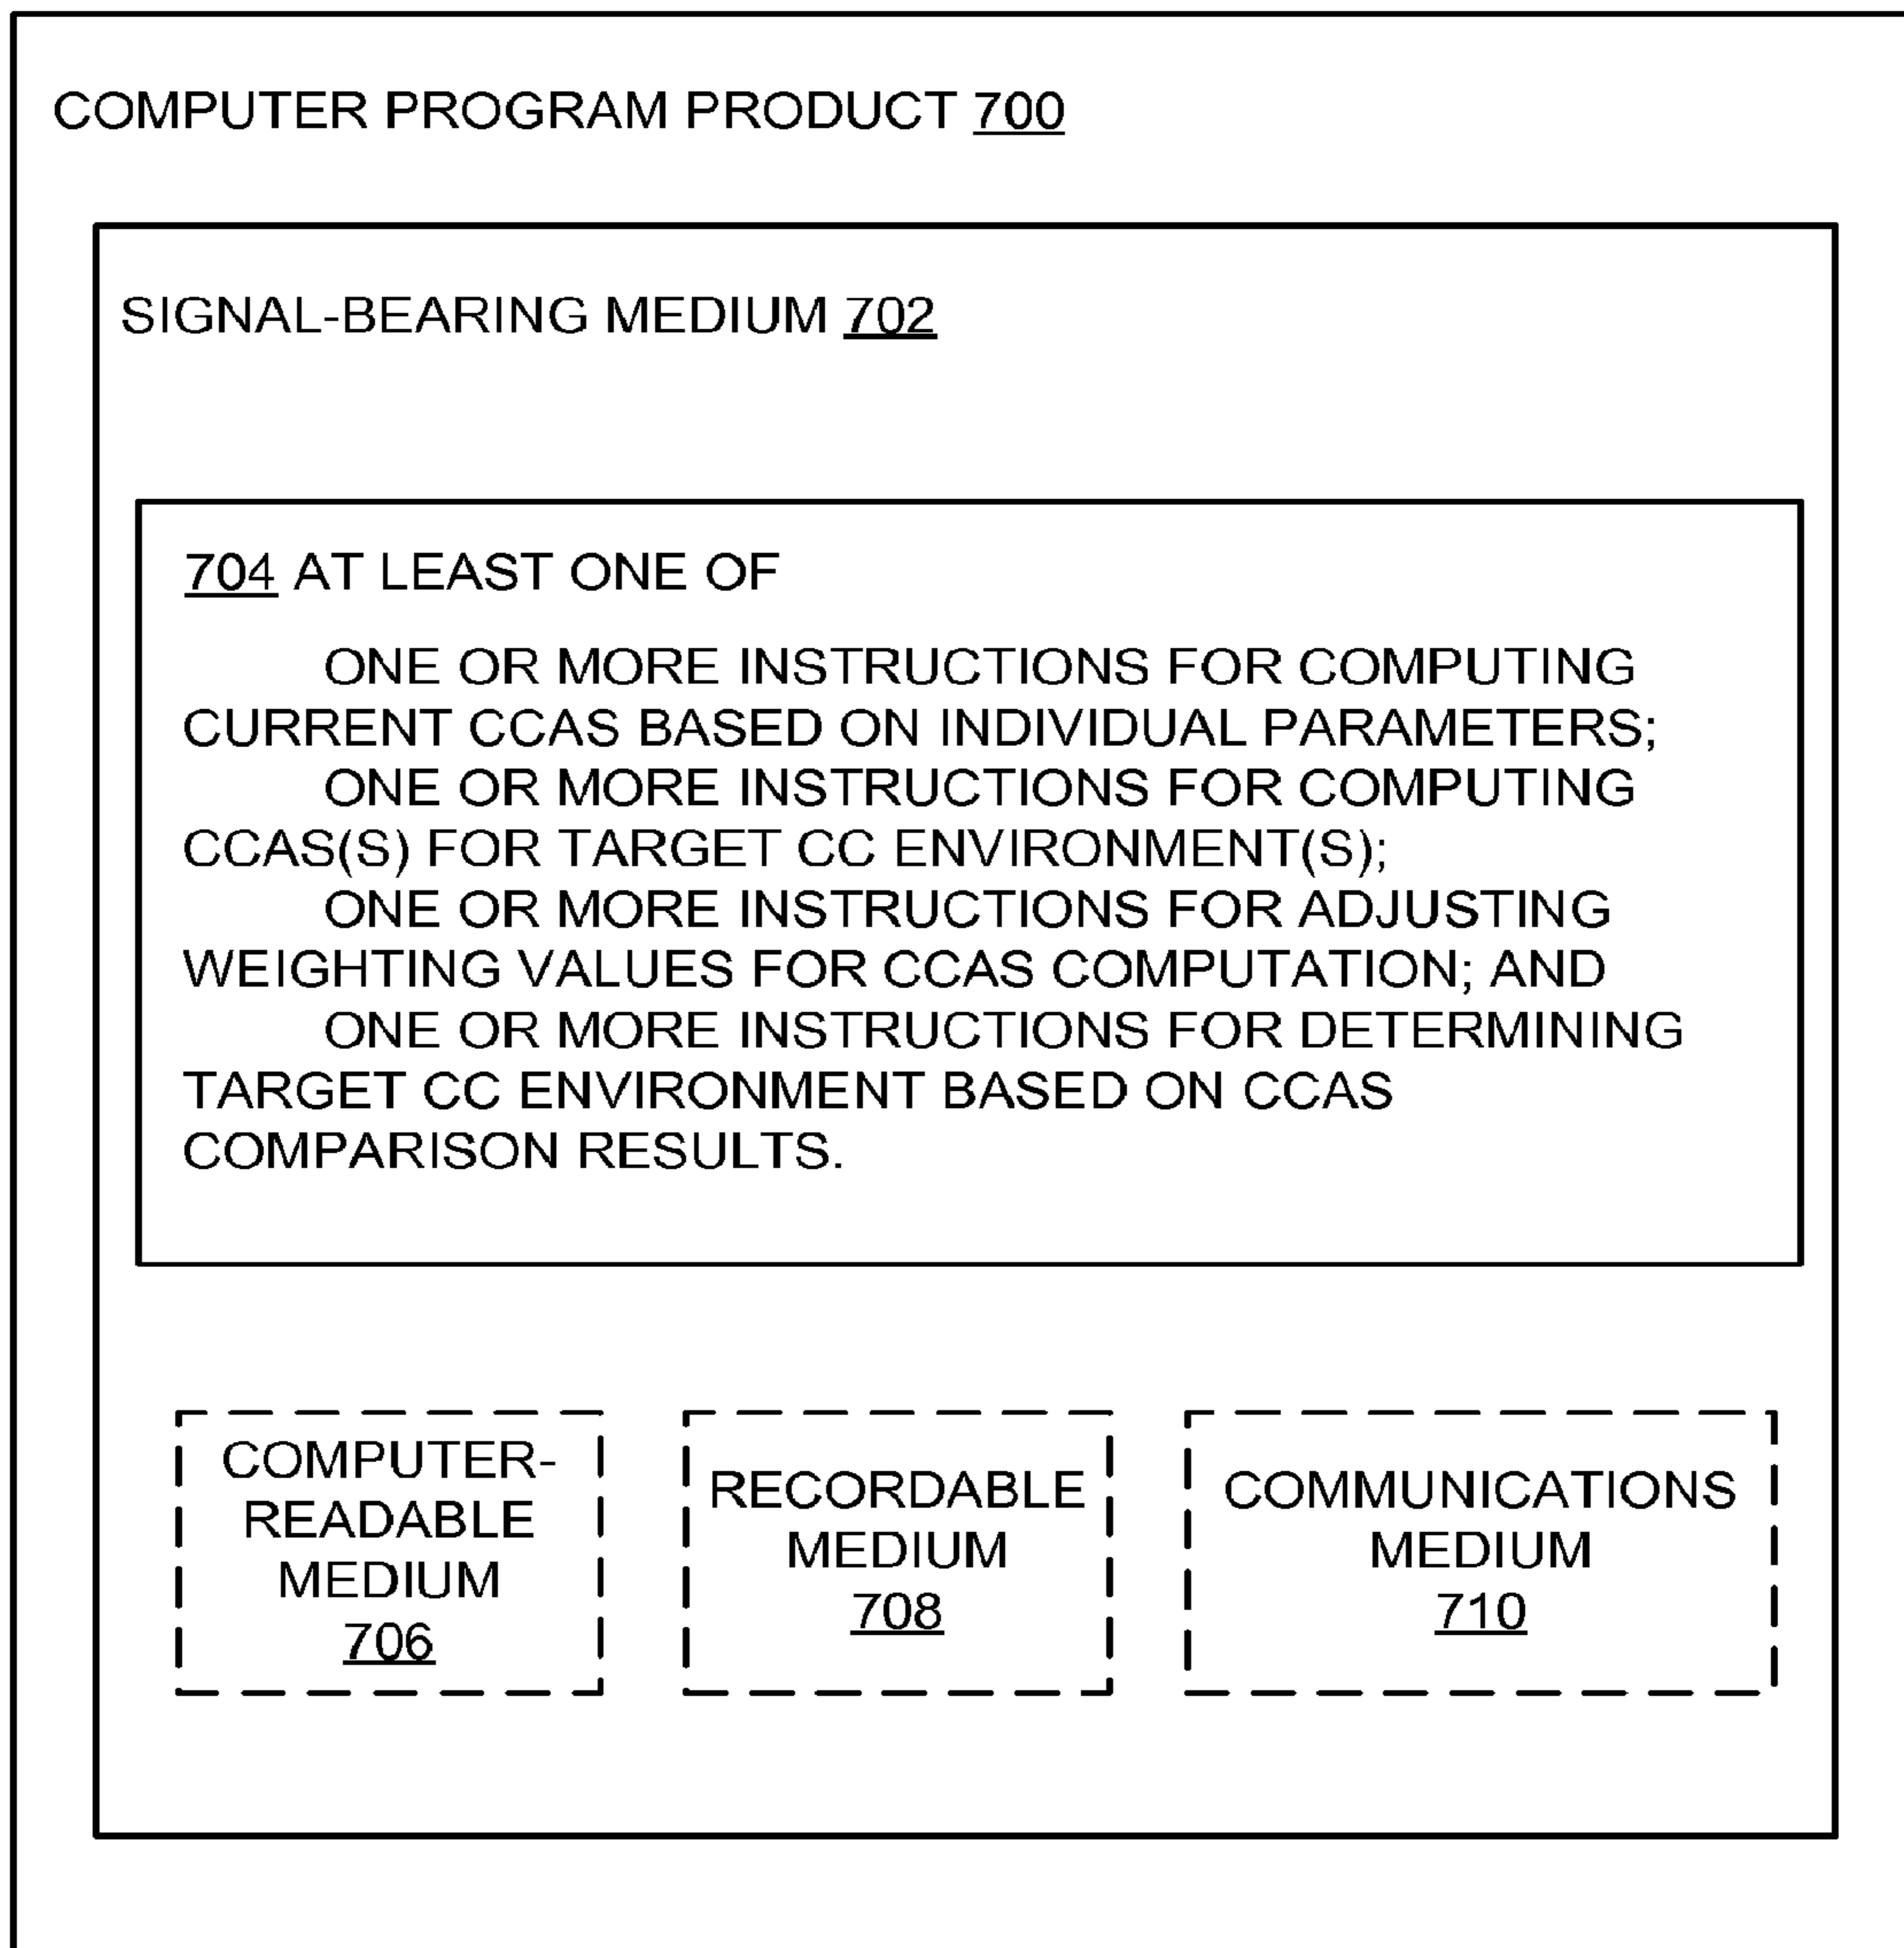 COMPUTER PROGRAM PRODUCT 700
SIGNAL-BEARING MEDIUM 702
704 AT LEAST ONE OF
ONE OR MORE INSTRUCTIONS FOR COMPUTING
CURRENT CCAS BASED ON INDIVIDUAL PARAMETERS;
ONE OR MORE INSTRUCTIONS FOR COMPUTING
CCAS(S) FOR TARGET CC ENVIRONMENT(S);
ONE OR MORE INSTRUCTIONS FOR ADJUSTING
WEIGHTING VALUES FOR CCAS COMPUTATION; AND
ONE OR MORE INSTRUCTIONS FOR DETERMINING
TARGET CC ENVIRONMENT BASED ON CCAS
COMPARISON RESULTS.
COMPUTER-
READABLE
MEDIUM
706
RECORDABLE
MEDIUM
708
COMMUNICATIONS
MEDIUM
710